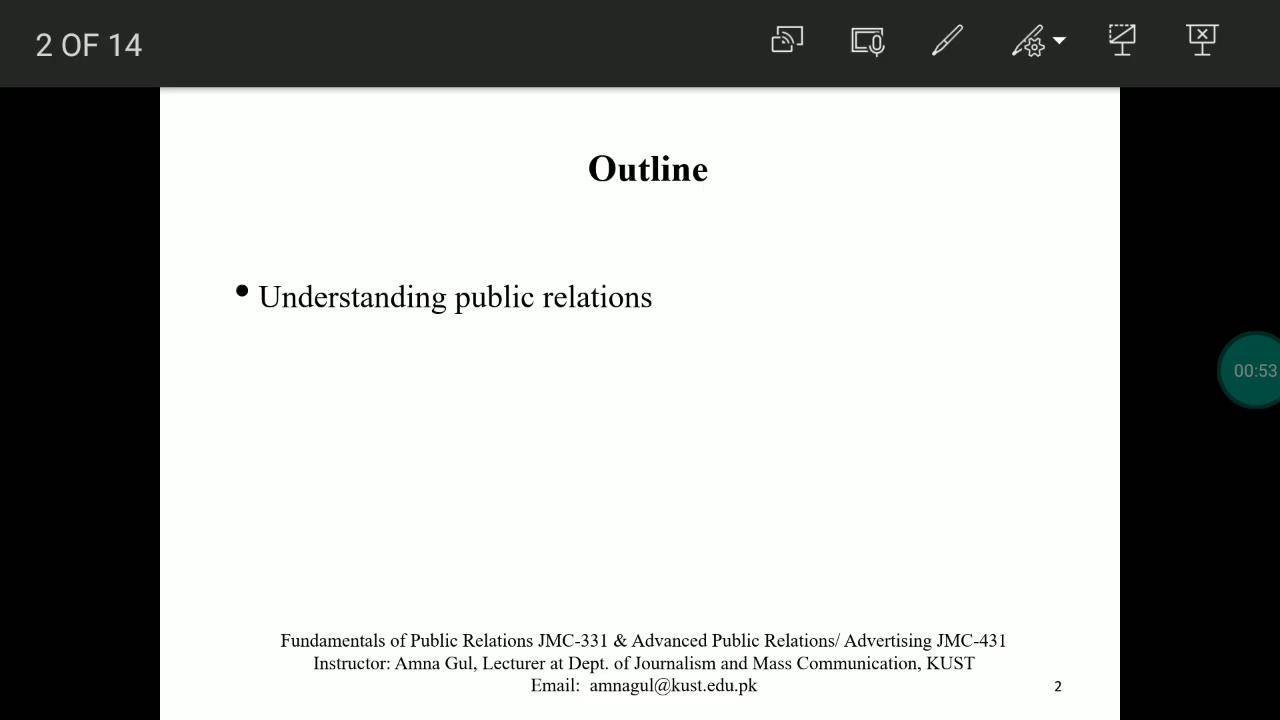 2 OF 14
Outline
• Understanding public relations
00:53
Fundamentals of Public Relations JMC-331 & Advanced Public Relations/ Advertising JMC-431
Instructor: Amna Gul, Lecturer at Dept. of Journalism and Mass Communication, KUST
Email:  amnagul@kust.edu.pk
2